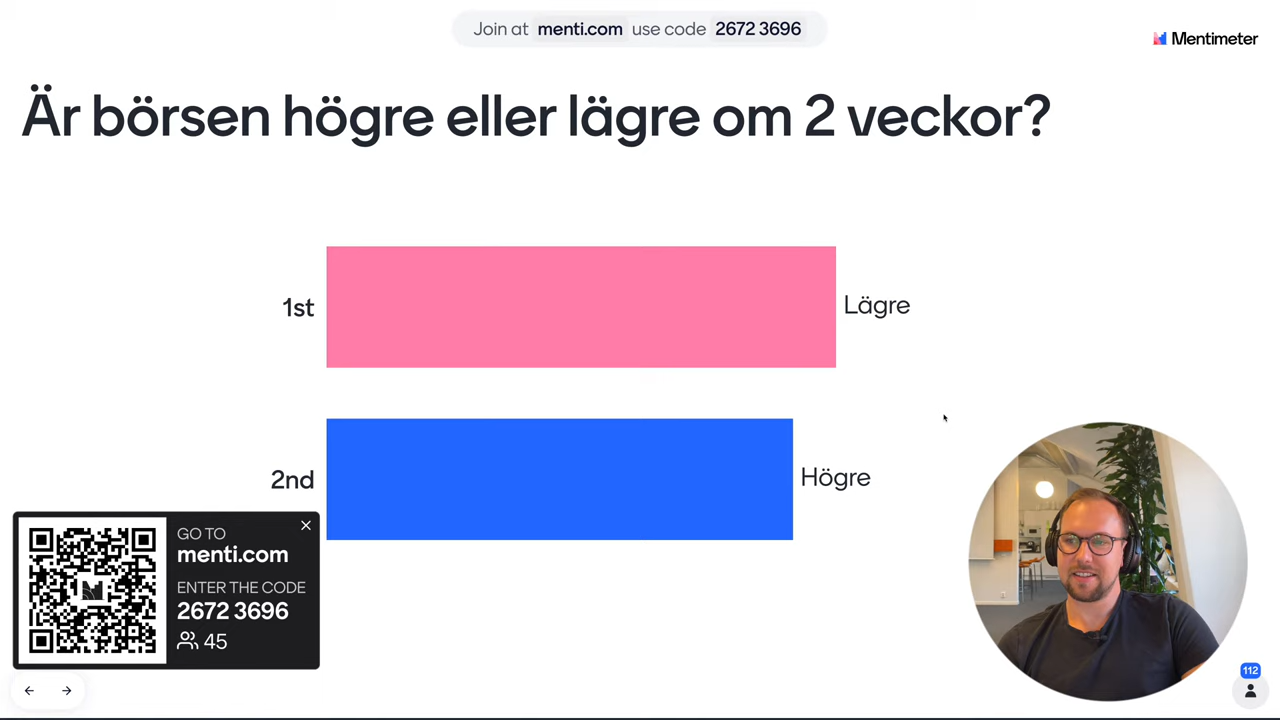 Join at menti.com use code 2672 3696
Mentimeter
Är börsen högre eller lägre om 2 veckor?
1st
Lägre
2nd
Högre
GO TO
menti.com
ENTER THE CODE
2672 3696
45
112